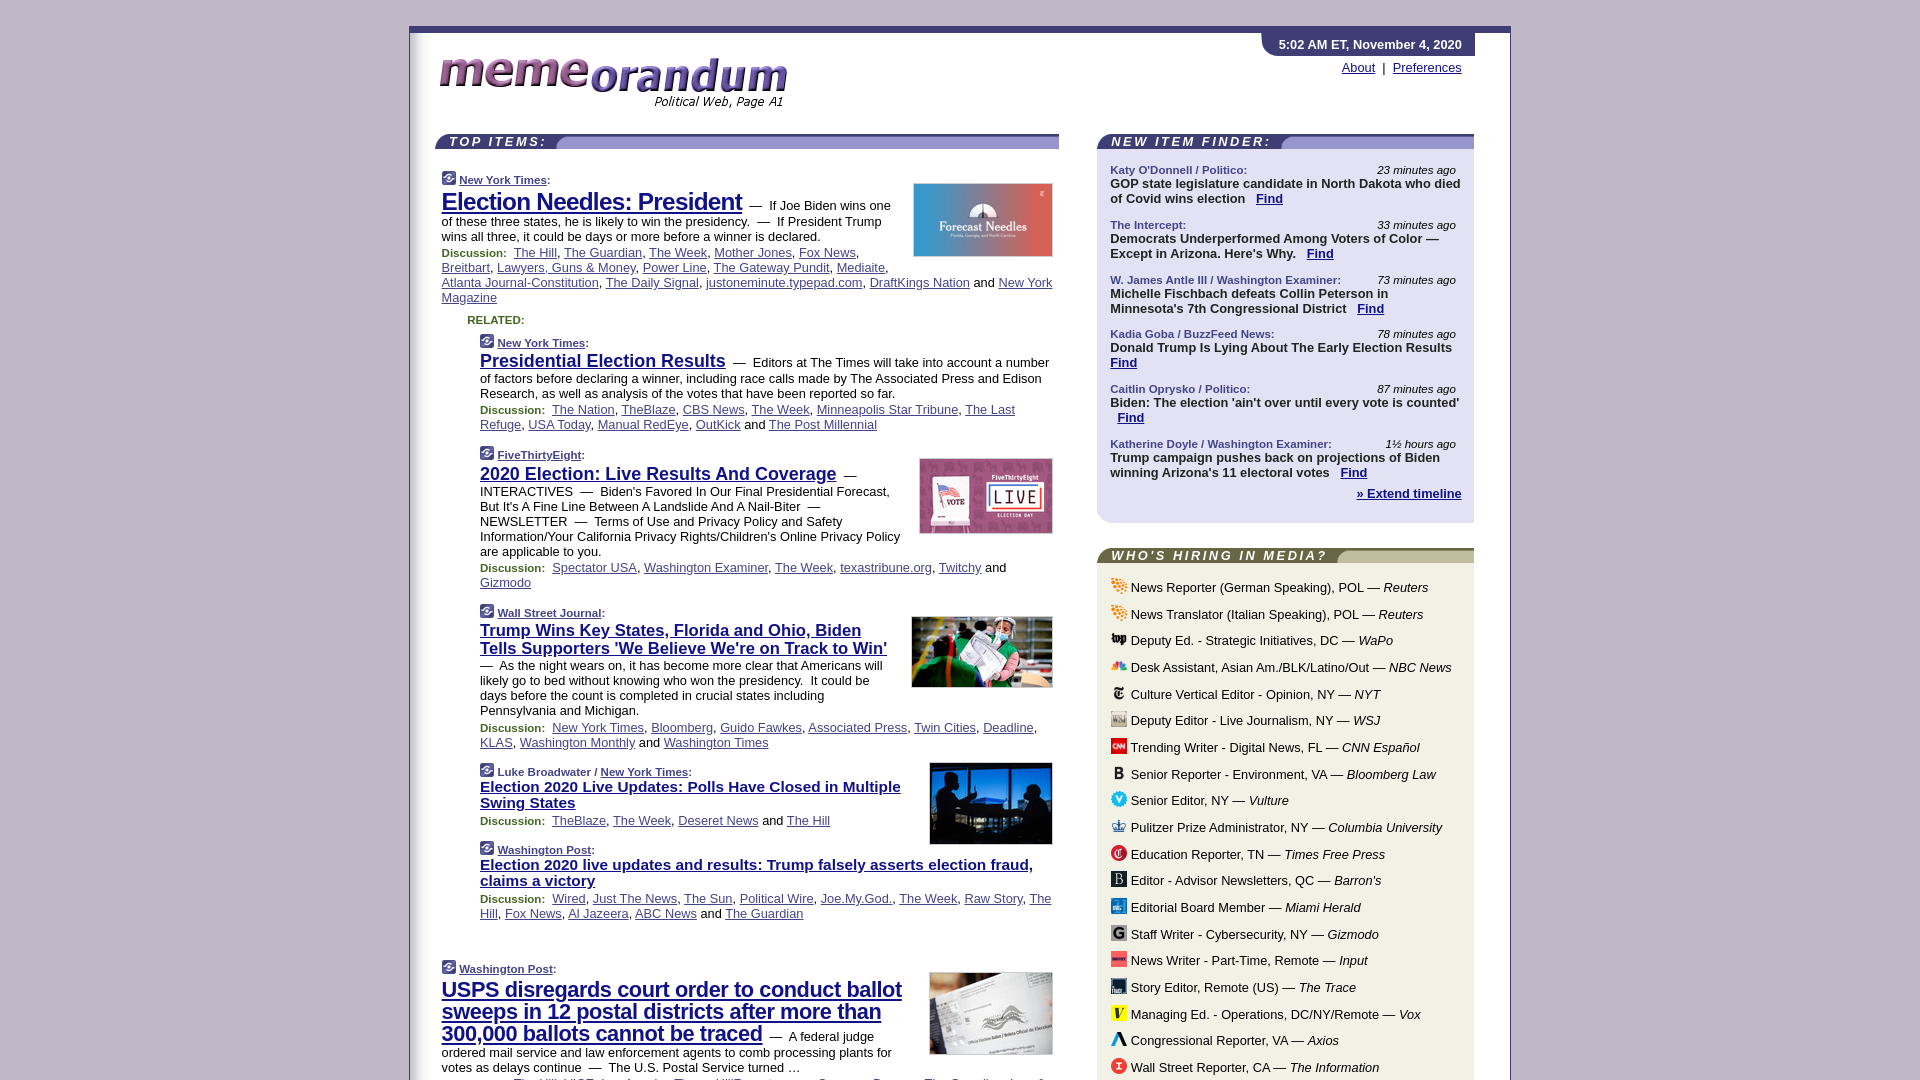 5:02 AM ET, November 4, 2020
memeorandum
Political Web, Page A1
About | Preferences
TOP ITEMS:
New York Times:
Election Needles: President — If Joe Biden wins one
of these three states, he is likely to win the presidency. — If President Trump
wins all three, it could be days or more before a winner is declared.
Forecast Needles
Florida, Georgia, and North Carolina
Discussion: The Hill, The Guardian, The Week, Mother Jones, Fox News,
Breitbart, Lawyers, Guns & Money, Power Line, The Gateway Pundit, Mediaite,
Atlanta Journal-Constitution, The Daily Signal, justoneminute.typepad.com, DraftKings Nation and New York
Magazine
RELATED:
New York Times:
Presidential Election Results — Editors at The Times will take into account a number
of factors before declaring a winner, including race calls made by The Associated Press and Edison
Research, as well as analysis of the votes that have been reported so far.
Discussion: The Nation, TheBlaze, CBS News, The Week, Minneapolis Star Tribune, The Last
Refuge, USA Today, Manual RedEye, OutKick and The Post Millennial
FiveThirtyEight:
2020 Election: Live Results And Coverage —
INTERACTIVES — Biden's Favored In Our Final Presidential Forecast,
But It's A Fine Line Between A Landslide And A Nail-Biter —
NEWSLETTER — Terms of Use and Privacy Policy and Safety
Information/Your California Privacy Rights/Children's Online Privacy Policy
are applicable to you.
VOTE
FiveThirtyEight
LIVE
ELECTION DAY
Discussion: Spectator USA, Washington Examiner, The Week, texastribune.org, Twitchy and
Gizmodo
Wall Street Journal:
Trump Wins Key States, Florida and Ohio, Biden
Tells Supporters 'We Believe We're on Track to Win'
— As the night wears on, it has become more clear that Americans will
likely go to bed without knowing who won the presidency. It could be
days before the count is completed in crucial states including
Pennsylvania and Michigan.
Discussion: New York Times, Bloomberg, Guido Fawkes, Associated Press, Twin Cities, Deadline,
KLAS, Washington Monthly and Washington Times
Luke Broadwater / New York Times:
Election 2020 Live Updates: Polls Have Closed in Multiple
Swing States
Discussion: TheBlaze, The Week, Deseret News and The Hill
Washington Post:
Election 2020 live updates and results: Trump falsely asserts election fraud,
claims a victory
Discussion: Wired, Just The News, The Sun, Political Wire, Joe.My.God., The Week, Raw Story, The
Hill, Fox News, Al Jazeera, ABC News and The Guardian
Washington Post:
USPS disregards court order to conduct ballot
sweeps in 12 postal districts after more than
300,000 ballots cannot be traced — A federal judge
ordered mail service and law enforcement agents to comb processing plants for
votes as delays continue — The U.S. Postal Service turned …
NEW ITEM FINDER:
Katy O'Donnell / Politico: 23 minutes ago
GOP state legislature candidate in North Dakota who died
of Covid wins election Find
The Intercept: 33 minutes ago
Democrats Underperformed Among Voters of Color —
Except in Arizona. Here's Why. Find
W. James Antle III / Washington Examiner: 73 minutes ago
Michelle Fischbach defeats Collin Peterson in
Minnesota's 7th Congressional District Find
Kadia Goba / BuzzFeed News: 78 minutes ago
Donald Trump Is Lying About The Early Election Results
Find
Caitlin Oprysko / Politico: 87 minutes ago
Biden: The election 'ain't over until every vote is counted'
Find
Katherine Doyle / Washington Examiner: 1½ hours ago
Trump campaign pushes back on projections of Biden
winning Arizona's 11 electoral votes Find
» Extend timeline
WHO'S HIRING IN MEDIA?
News Reporter (German Speaking), POL — Reuters
News Translator (Italian Speaking), POL — Reuters
wp Deputy Ed. - Strategic Initiatives, DC — WaPo
Desk Assistant, Asian Am./BLK/Latino/Out — NBC News
Culture Vertical Editor - Opinion, NY — NYT
WSJ Deputy Editor - Live Journalism, NY — WSJ
CNN Trending Writer - Digital News, FL — CNN Español
B Senior Reporter - Environment, VA — Bloomberg Law
V Senior Editor, NY — Vulture
Pulitzer Prize Administrator, NY — Columbia University
Education Reporter, TN — Times Free Press
B Editor - Advisor Newsletters, QC — Barron's
Editorial Board Member — Miami Herald
G Staff Writer - Cybersecurity, NY — Gizmodo
News Writer - Part-Time, Remote — Input
Story Editor, Remote (US) — The Trace
V Managing Ed. - Operations, DC/NY/Remote — Vox
Congressional Reporter, VA — Axios
I Wall Street Reporter, CA — The Information